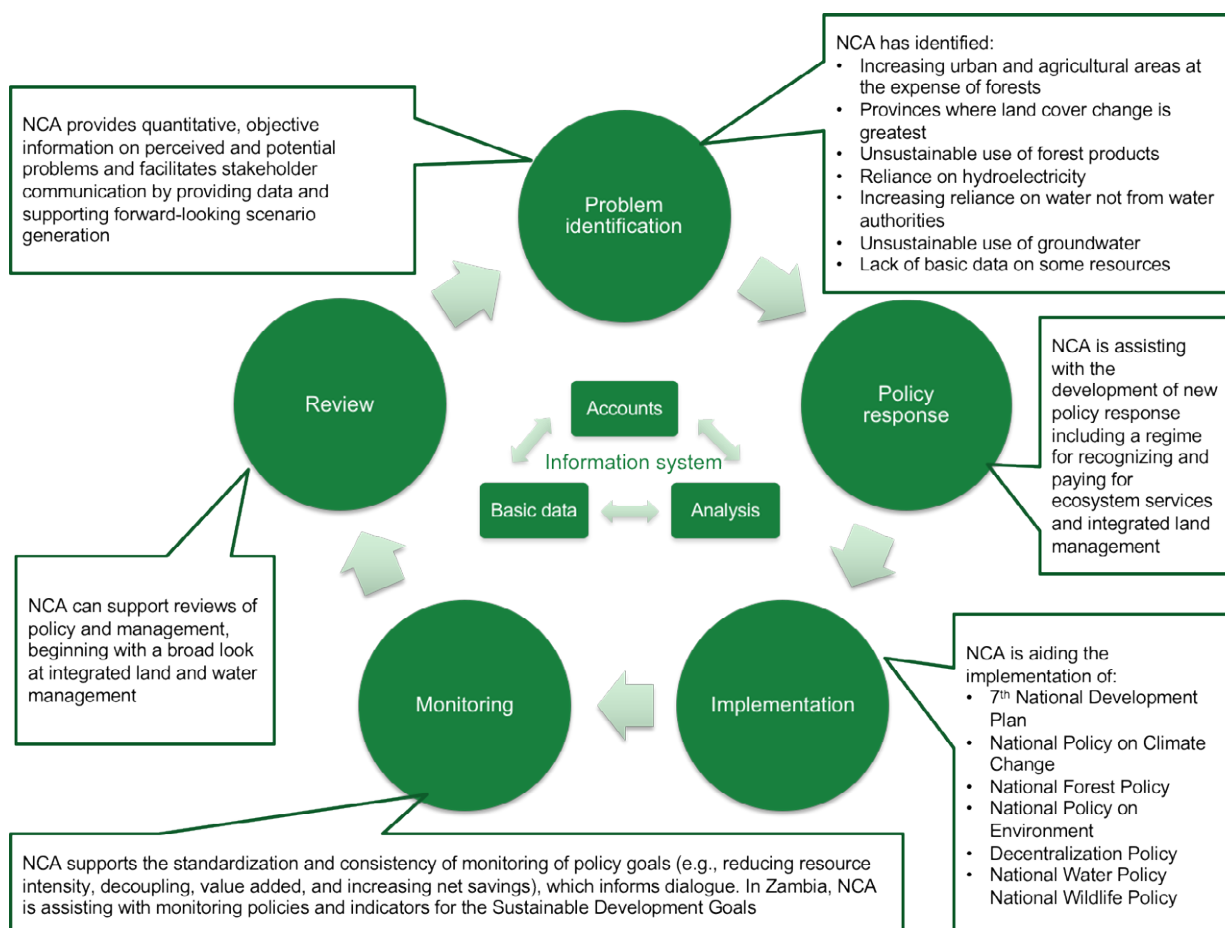 NCA has identified:
• Increasing urban and agricultural areas at
the expense of forests
• Provinces where land cover change is
greatest
• Unsustainable use of forest products
• Reliance on hydroelectricity
• Increasing reliance on water not from water
authorities
• Unsustainable use of groundwater
• Lack of basic data on some resources
NCA provides quantitative, objective
information on perceived and potential
problems and facilitates stakeholder
communication by providing data and
supporting forward-looking scenario
generation
Problem
identification
Review
Accounts
Information system
Basic data
Analysis
Policy
response
NCA is assisting
with the
development of new
policy response
including a regime
for recognizing and
paying for
ecosystem services
and integrated land
management
NCA can support reviews of
policy and management,
beginning with a broad look
at integrated land and water
management
Monitoring
Implementation
NCA is aiding the
implementation of:
• 7th National Development
Plan
• National Policy on Climate
Change
• National Forest Policy
• National Policy on
Environment
• Decentralization Policy
• National Water Policy
National Wildlife Policy
NCA supports the standardization and consistency of monitoring of policy goals (e.g., reducing resource
intensity, decoupling, value added, and increasing net savings), which informs dialogue. In Zambia, NCA
is assisting with monitoring policies and indicators for the Sustainable Development Goals